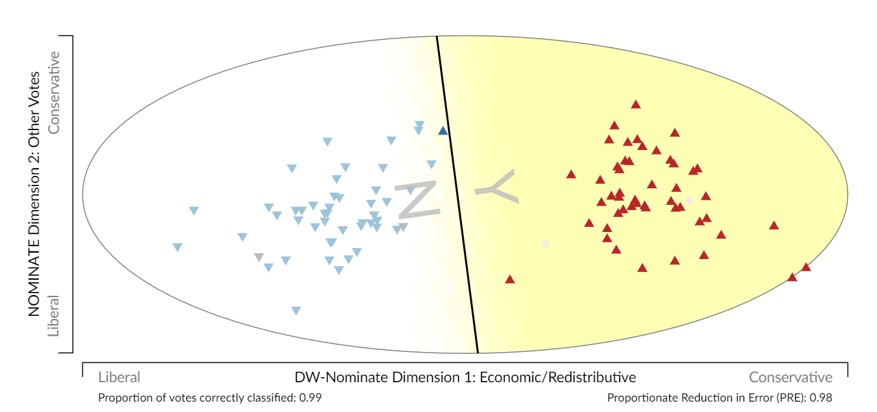 NOMINATE Dimension 2: Other Votes
Conservative
Liberal
N
Y
Liberal
DW-Nominate Dimension 1: Economic/Redistributive
Conservative
Proportion of votes correctly classified: 0.99
Proportionate Reduction in Error (PRE): 0.98